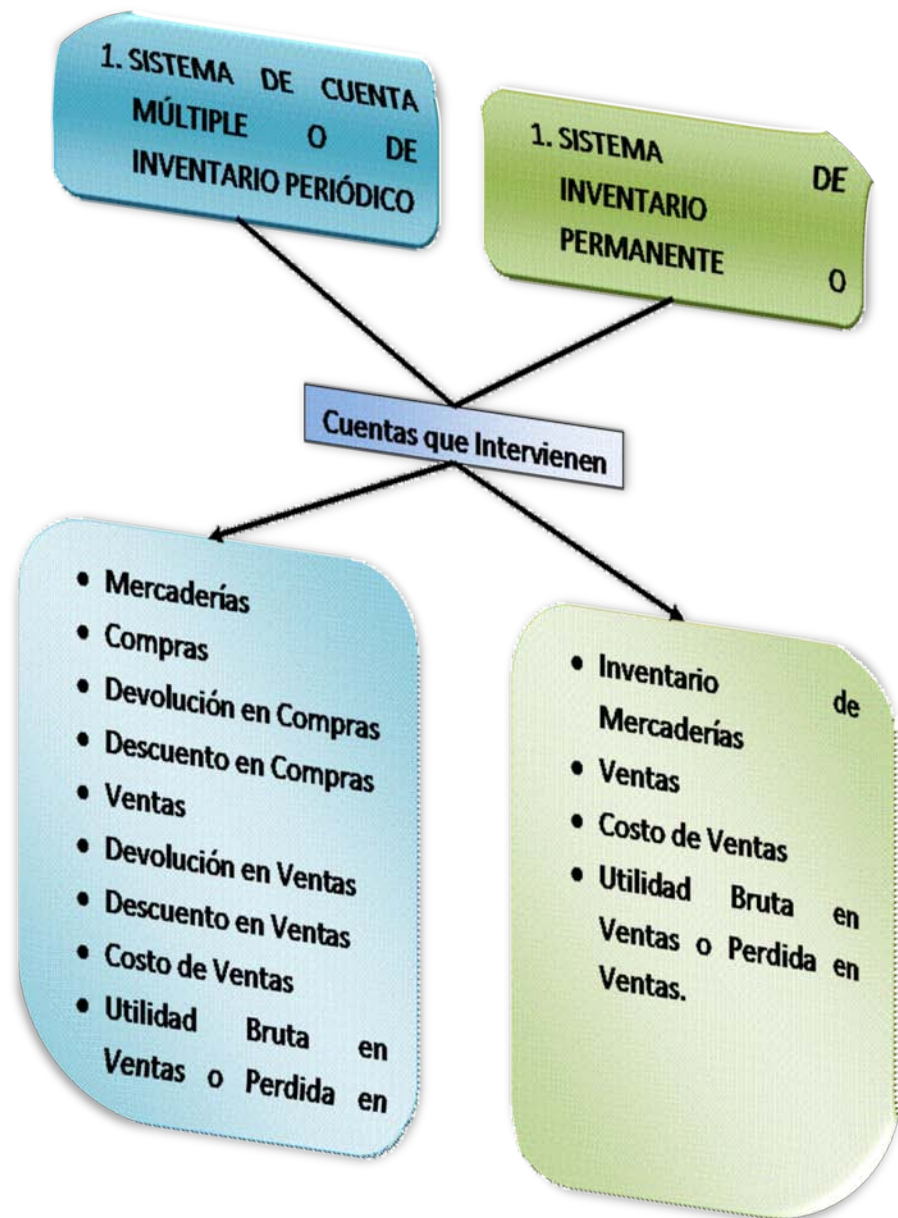 1. SISTEMA DE CUENTA
MÚLTIPLE O DE
INVENTARIO PERIÓDICO
1. SISTEMA DE
INVENTARIO
PERMANENTE O
Cuentas que Intervienen
• Mercaderías
• Compras
• Devolución en Compras
• Descuento en Compras
• Ventas
• Devolución en Ventas
• Descuento en Ventas
• Costo de Ventas
• Utilidad Bruta en
Ventas o Perdida en
• Inventario de
Mercaderías
• Ventas
• Costo de Ventas
• Utilidad Bruta en
Ventas o Perdida en
Ventas.